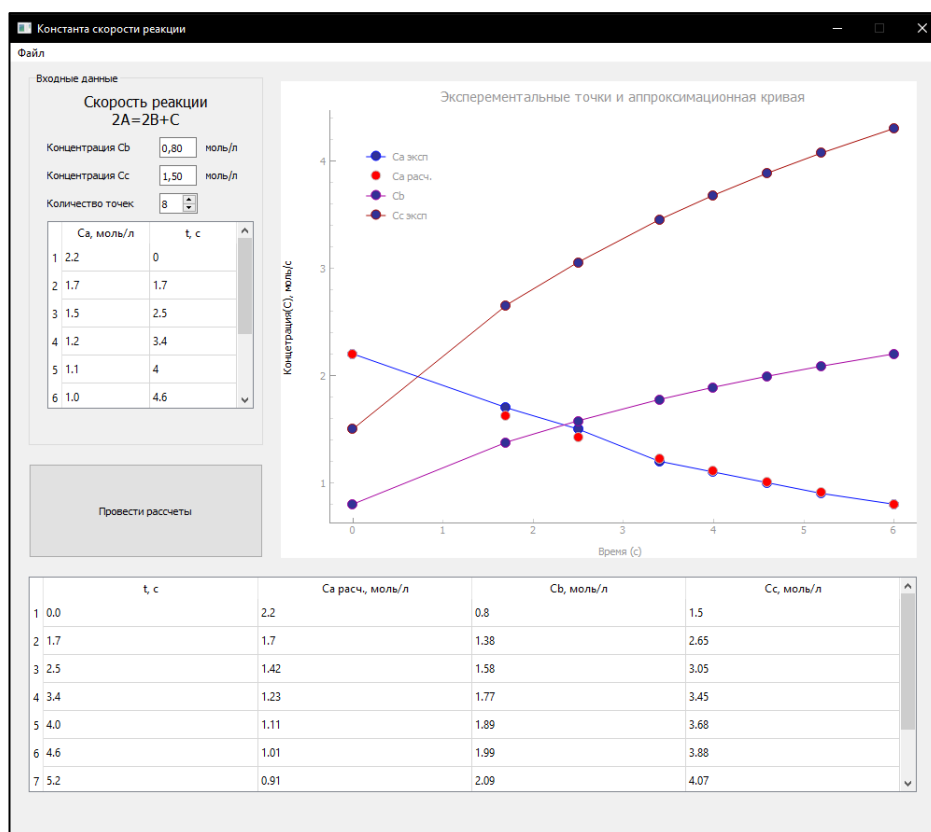 Константа скорости реакции
Файл
Входные данные
Скорость реакции
2A=2B+C
Концентрация Cb 0,80 моль/л
Концентрация Cc 1,50 моль/л
Количество точек 8
Ca, моль/л t, с
1 2.2 0
2 1.7 1.7
3 1.5 2.5
4 1.2 3.4
5 1.1 4
6 1.0 4.6
Провести рассчеты
Эксперементальные точки и аппроксимационная кривая
Ca эксп
Ca расч.
Cb
Cc эксп
Концетрация(C), моль/с
4
3
2
1
0 1 2 3 4 5 6
Время (с)
t, с Ca расч., моль/л Cb, моль/л Cc, моль/л
1 0.0 2.2 0.8 1.5
2 1.7 1.7 1.38 2.65
3 2.5 1.42 1.58 3.05
4 3.4 1.23 1.77 3.45
5 4.0 1.11 1.89 3.68
6 4.6 1.01 1.99 3.88
7 5.2 0.91 2.09 4.07